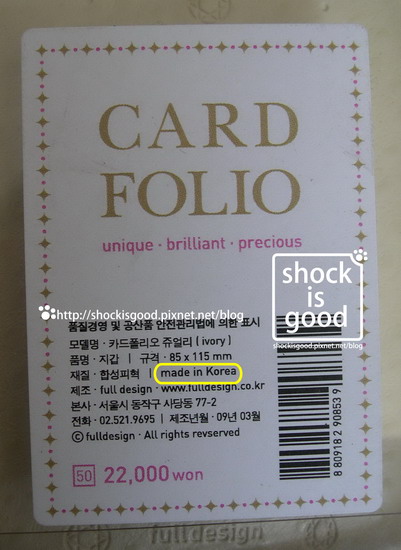 CARD
FOLIO
unique · brilliant · precious
shock
is
good
http://shockisgood.pixnet.net/blog
shockisgood.pixnet.net/blog
품질경영 및 공산품 안전관리법에 의한 표시
모델명 · 카드폴리오 쥬얼리 ( ivory )
품명 · 지갑 | 규격 · 85 x 115 mm
재질 · 합성피혁 | made in Korea
제조 · full design · www.fulldesign.co.kr
본사 · 서울시 동작구 사당동 77-2
전화 · 02.521.9695 | 제조년월 · 09년 03월
ⓒ fulldesign · All rights revserved
50 22,000 won
8 809182 908539
fulldesign